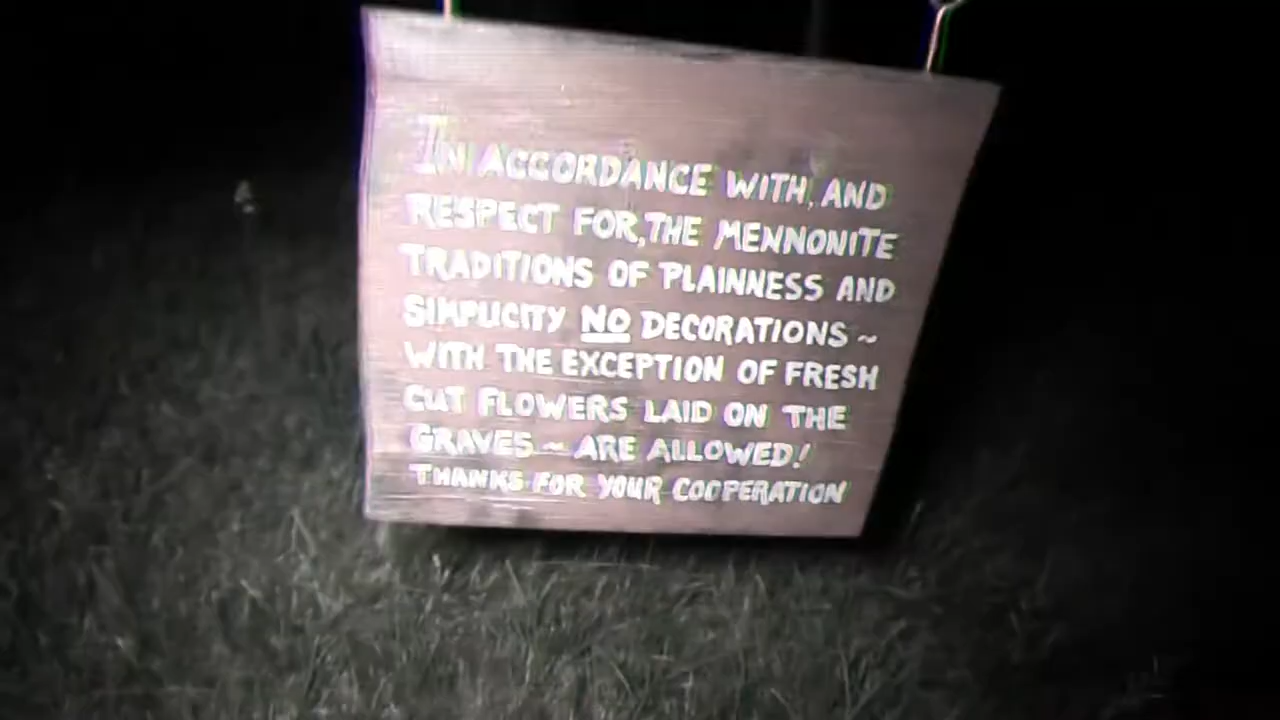 IN ACCORDANCE WITH, AND
RESPECT FOR, THE MENNONITE
TRADITIONS OF PLAINNESS AND
SIMPLICITY NO DECORATIONS ~
WITH THE EXCEPTION OF FRESH
CUT FLOWERS LAID ON THE
GRAVES ~ ARE ALLOWED!
THANKS FOR YOUR COOPERATION